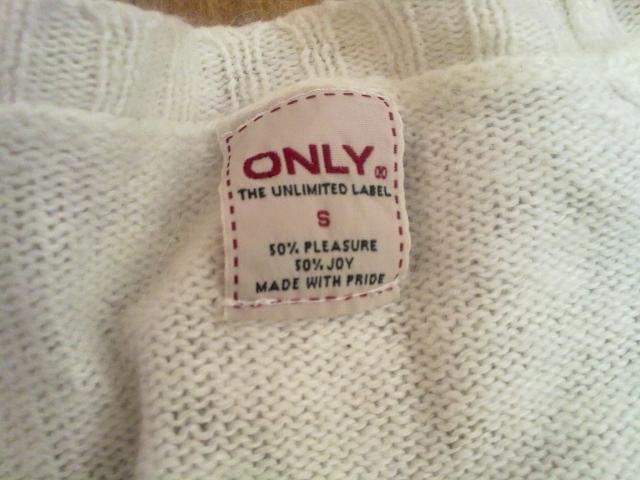 ONLY®
THE UNLIMITED LABEL
S
50% PLEASURE
50% JOY
MADE WITH PRIDE